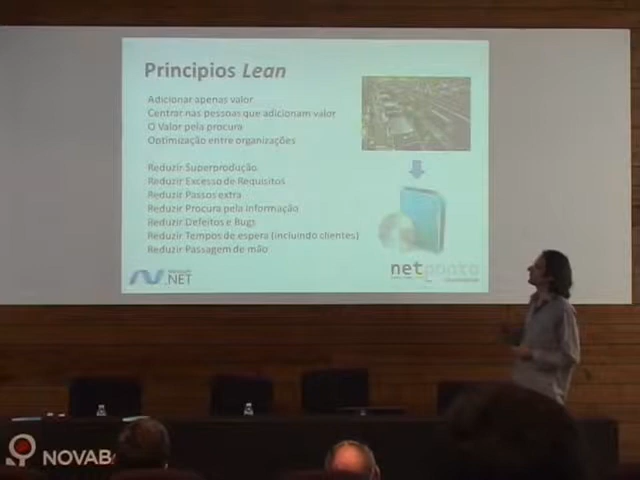 Principios Lean
Adicionar apenas valor
Centrar nas pessoas que adicionam valor
O Valor pela procura
Optimização entre organizações
Reduzir Superprodução
Reduzir Excesso de Requisitos
Reduzir Passos extra
Reduzir Procura pela Informação
Reduzir Defeitos e Bugs
Reduzir Tempos de espera (incluindo clientes)
Reduzir Passagem de mão
.NET
netponto
NOVAB